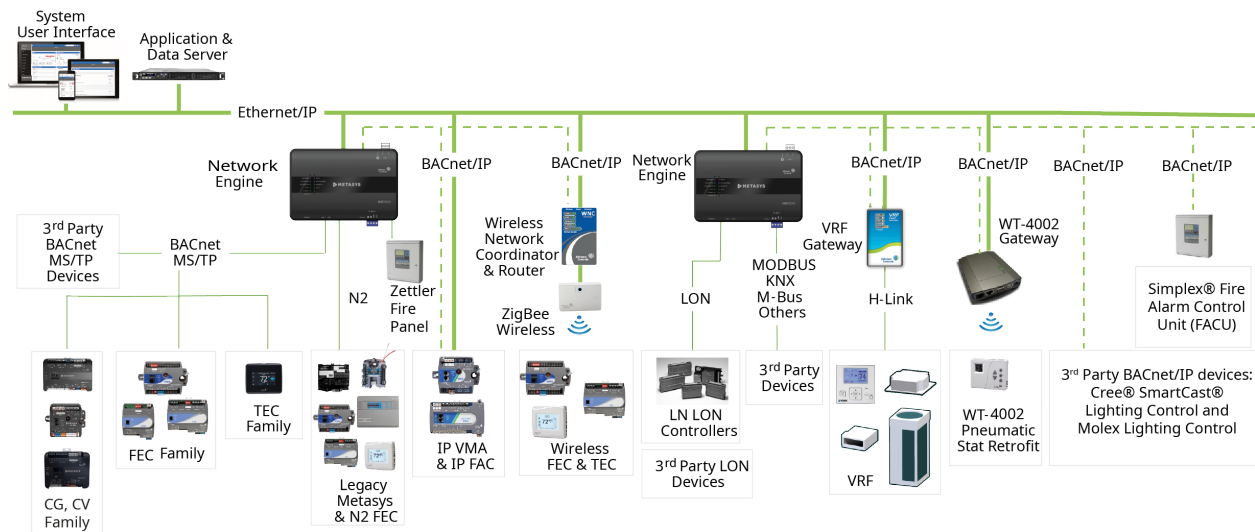 System
User Interface
Application &
Data Server
Ethernet/IP
Network
Engine
METASYS
BACnet/IP
BACnet/IP
WNC
Wireless
Network
Coordinator
& Router
ZigBee
Wireless
Network
Engine
METASYS
BACnet/IP
VRF
VRF
Gateway
BACnet/IP
WT-4002
Gateway
BACnet/IP
BACnet/IP
3rd Party
BACnet
MS/TP
Devices
BACnet
MS/TP
N2
Zettler
Fire
Panel
LON
MODBUS
KNX
M-Bus
Others
H-Link
Simplex® Fire
Alarm Control
Unit (FACU)
CG, CV
Family
FEC Family
72°
TEC
Family
Legacy
Metasys
& N2 FEC
IP VMA
& IP FAC
Wireless
FEC & TEC
LN LON
Controllers
3rd Party LON
Devices
3rd Party
Devices
VRF
WT-4002
Pneumatic
Stat Retrofit
3rd Party BACnet/IP devices:
Cree® SmartCast®
Lighting Control and
Molex Lighting Control